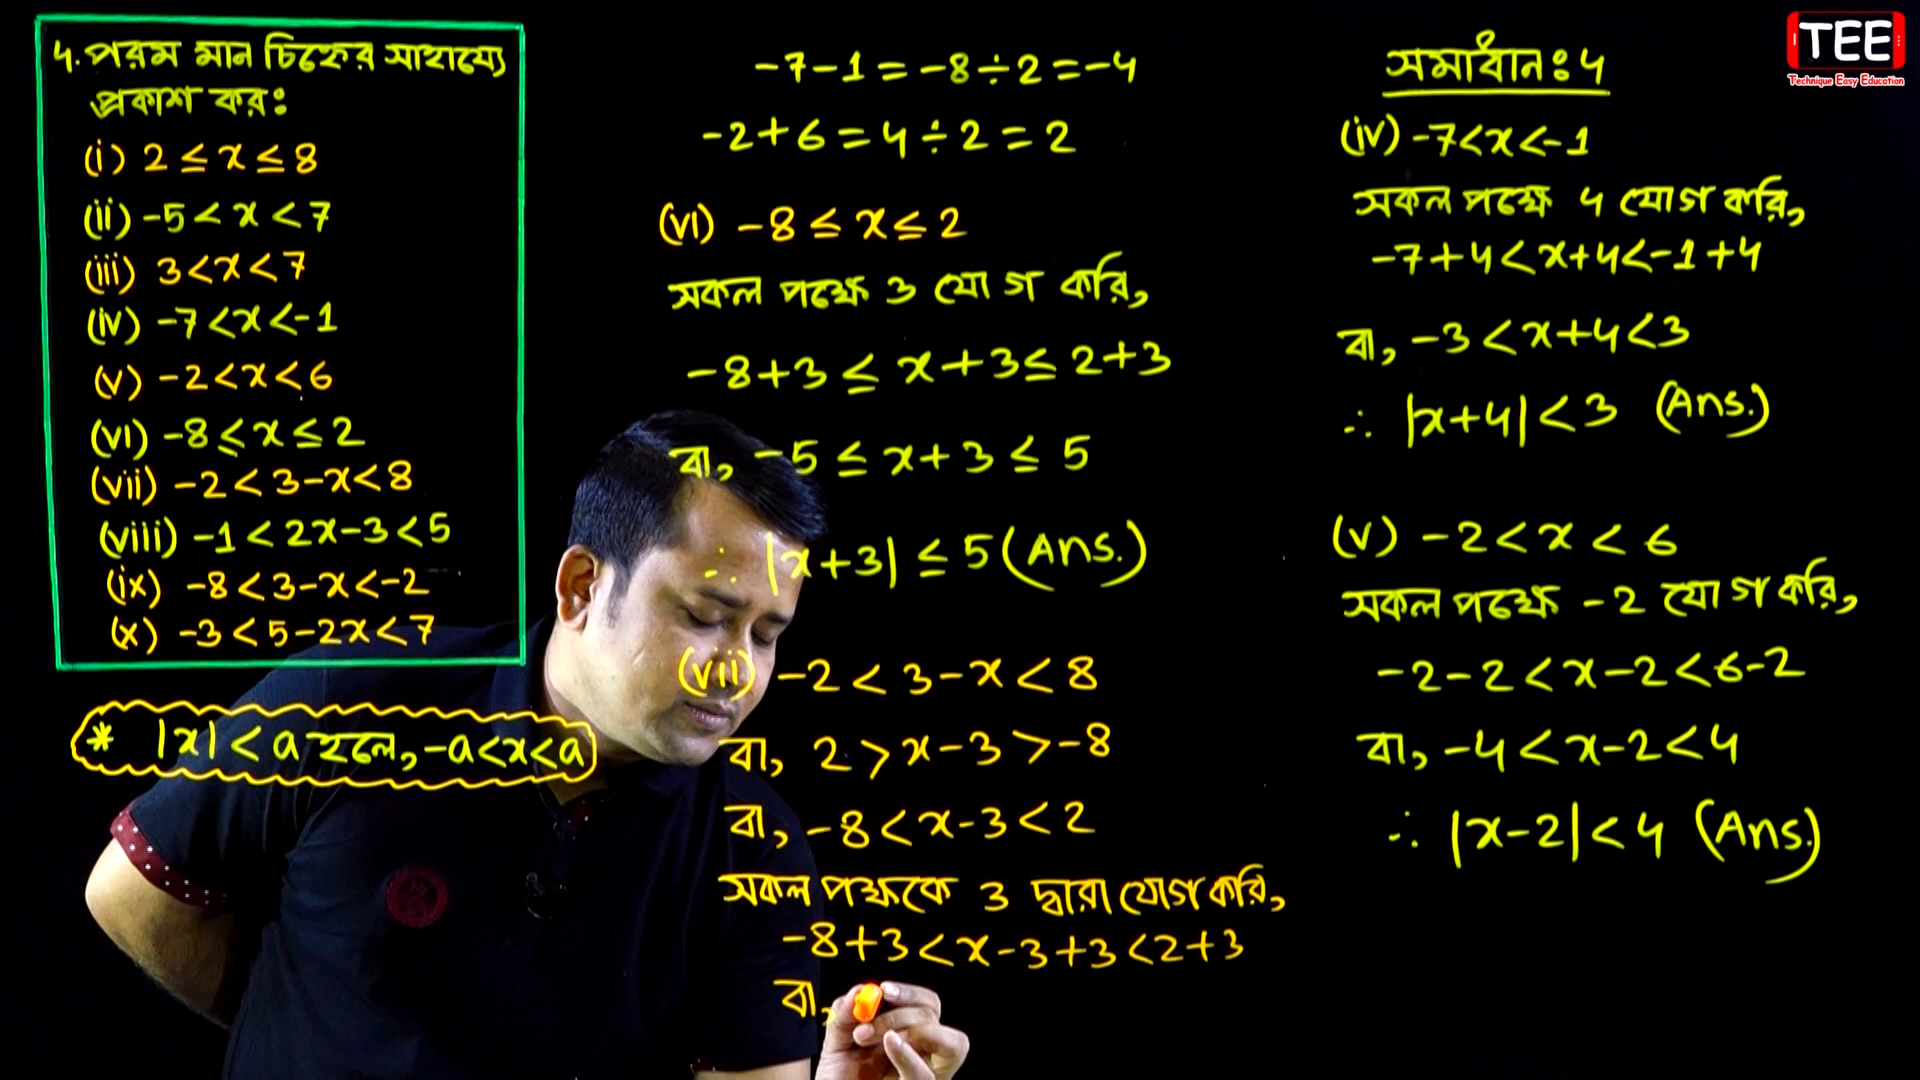 ৭. পরম মান চিহ্নের সাহায্যে
প্রকাশ কর:
(i) 2 ≤ x ≤ 8
(ii) -5 < x < 7
(iii) 3 < x < 7
(iv) -7 < x < -1
(v) -2 < x < 6
(vi) -8 ≤ x ≤ 2
(vii) -2 < 3-x < 8
(viii) -1 < 2x-3 < 5
(ix) -8 < 3-x < -2
(x) -3 < 5-2x < 7
* |x| < a হলে, -a < x < a
-7-1 = -8 ÷ 2 = -4
-2+6 = 4 ÷ 2 = 2
(vi) -8 ≤ x ≤ 2
সকল পক্ষে 3 যোগ করি,
-8+3 ≤ x+3 ≤ 2+3
বা, -5 ≤ x+3 ≤ 5
∴ |x+3| ≤ 5 (Ans.)
(vii) -2 < 3-x < 8
বা, 2 > x-3 > -8
বা, -8 < x-3 < 2
সকল পক্ষকে 3 দ্বারা যোগ করি,
-8+3 < x-3+3 < 2+3
বা,
TEE
Technique Easy Education
সমাধান: ৭
(iv) -7 < x < -1
সকল পক্ষে 4 যোগ করি,
-7+4 < x+4 < -1+4
বা, -3 < x+4 < 3
∴ |x+4| < 3 (Ans.)
(v) -2 < x < 6
সকল পক্ষে -2 যোগ করি,
-2-2 < x-2 < 6-2
বা, -4 < x-2 < 4
∴ |x-2| < 4 (Ans.)